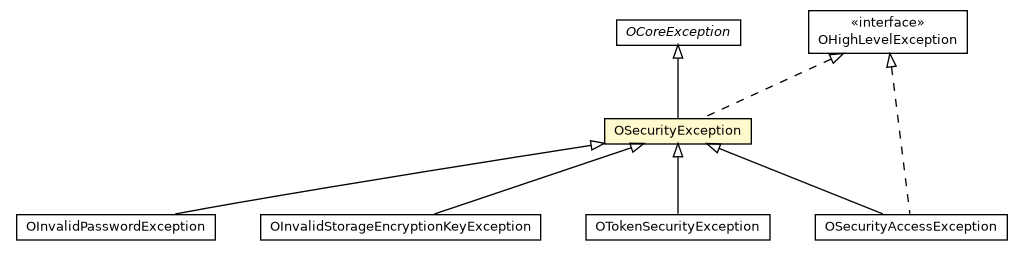 OCoreException
«interface»
OHighLevelException
OSecurityException
OInvalidPasswordException
OInvalidStorageEncryptionKeyException
OTokenSecurityException
OSecurityAccessException